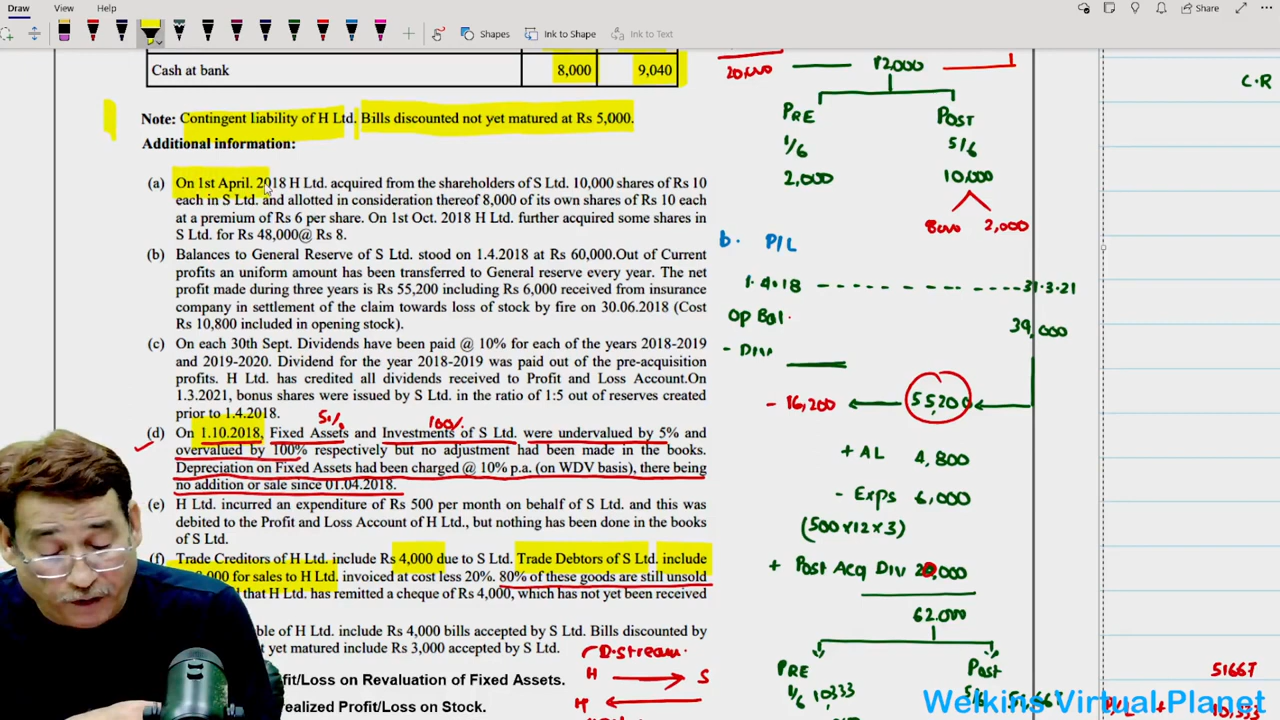 Draw View Help Share
Shapes Ink to Shape Ink to Text
Cash at bank 8,000 9,040
Note: Contingent liability of H Ltd. Bills discounted not yet matured at Rs 5,000.
Additional information:
(a) On 1st April. 2018 H Ltd. acquired from the shareholders of S Ltd. 10,000 shares of Rs 10
each in S Ltd. and allotted in consideration thereof 8,000 of its own shares of Rs 10 each
at a premium of Rs 6 per share. On 1st Oct. 2018 H Ltd. further acquired some shares in
S Ltd. for Rs 48,000@ Rs 8.
(b) Balances to General Reserve of S Ltd. stood on 1.4.2018 at Rs 60,000.Out of Current
profits an uniform amount has been transferred to General reserve every year. The net
profit made during three years is Rs 55,200 including Rs 6,000 received from insurance
company in settlement of the claim towards loss of stock by fire on 30.06.2018 (Cost
Rs 10,800 included in opening stock).
(c) On each 30th Sept. Dividends have been paid @ 10% for each of the years 2018-2019
and 2019-2020. Dividend for the year 2018-2019 was paid out of the pre-acquisition
profits. H Ltd. has credited all dividends received to Profit and Loss Account.On
1.3.2021, bonus shares were issued by S Ltd. in the ratio of 1:5 out of reserves created
prior to 1.4.2018.
5% 100%
(d) On 1.10.2018, Fixed Assets and Investments of S Ltd. were undervalued by 5% and
overvalued by 100% respectively but no adjustment had been made in the books.
Depreciation on Fixed Assets had been charged @ 10% p.a. (on WDV basis), there being
no addition or sale since 01.04.2018.
(e) H Ltd. incurred an expenditure of Rs 500 per month on behalf of S Ltd. and this was
debited to the Profit and Loss Account of H Ltd., but nothing has been done in the books
of S Ltd.
(f) Trade Creditors of H Ltd. include Rs 4,000 due to S Ltd. Trade Debtors of S Ltd. include
for sales to H Ltd. invoiced at cost less 20%. 80% of these goods are still unsold
that H Ltd. has remitted a cheque of Rs 4,000, which has not yet been received
of H Ltd. include Rs 4,000 bills accepted by S Ltd. Bills discounted by
yet matured include Rs 3,000 accepted by S Ltd.
D.stream.
H S
H
fit/Loss on Revaluation of Fixed Assets.
ealized Profit/Loss on Stock.
20,000 12,000
PRE Post
1/6 5/6
2,000 10,000
8000 2,000
b. P/L
1.4.18 31.3.21
Op Bal 39,000
- Div
- 16,200 55,200
+ AL 4,800
- Exps 6,000
(500x12x3)
+ Post Acq Div
62.000
PRE Post
1/6 10,333 5/6 51667
C.R
51667
P/L + 10,333
Welkins Virtual Planet